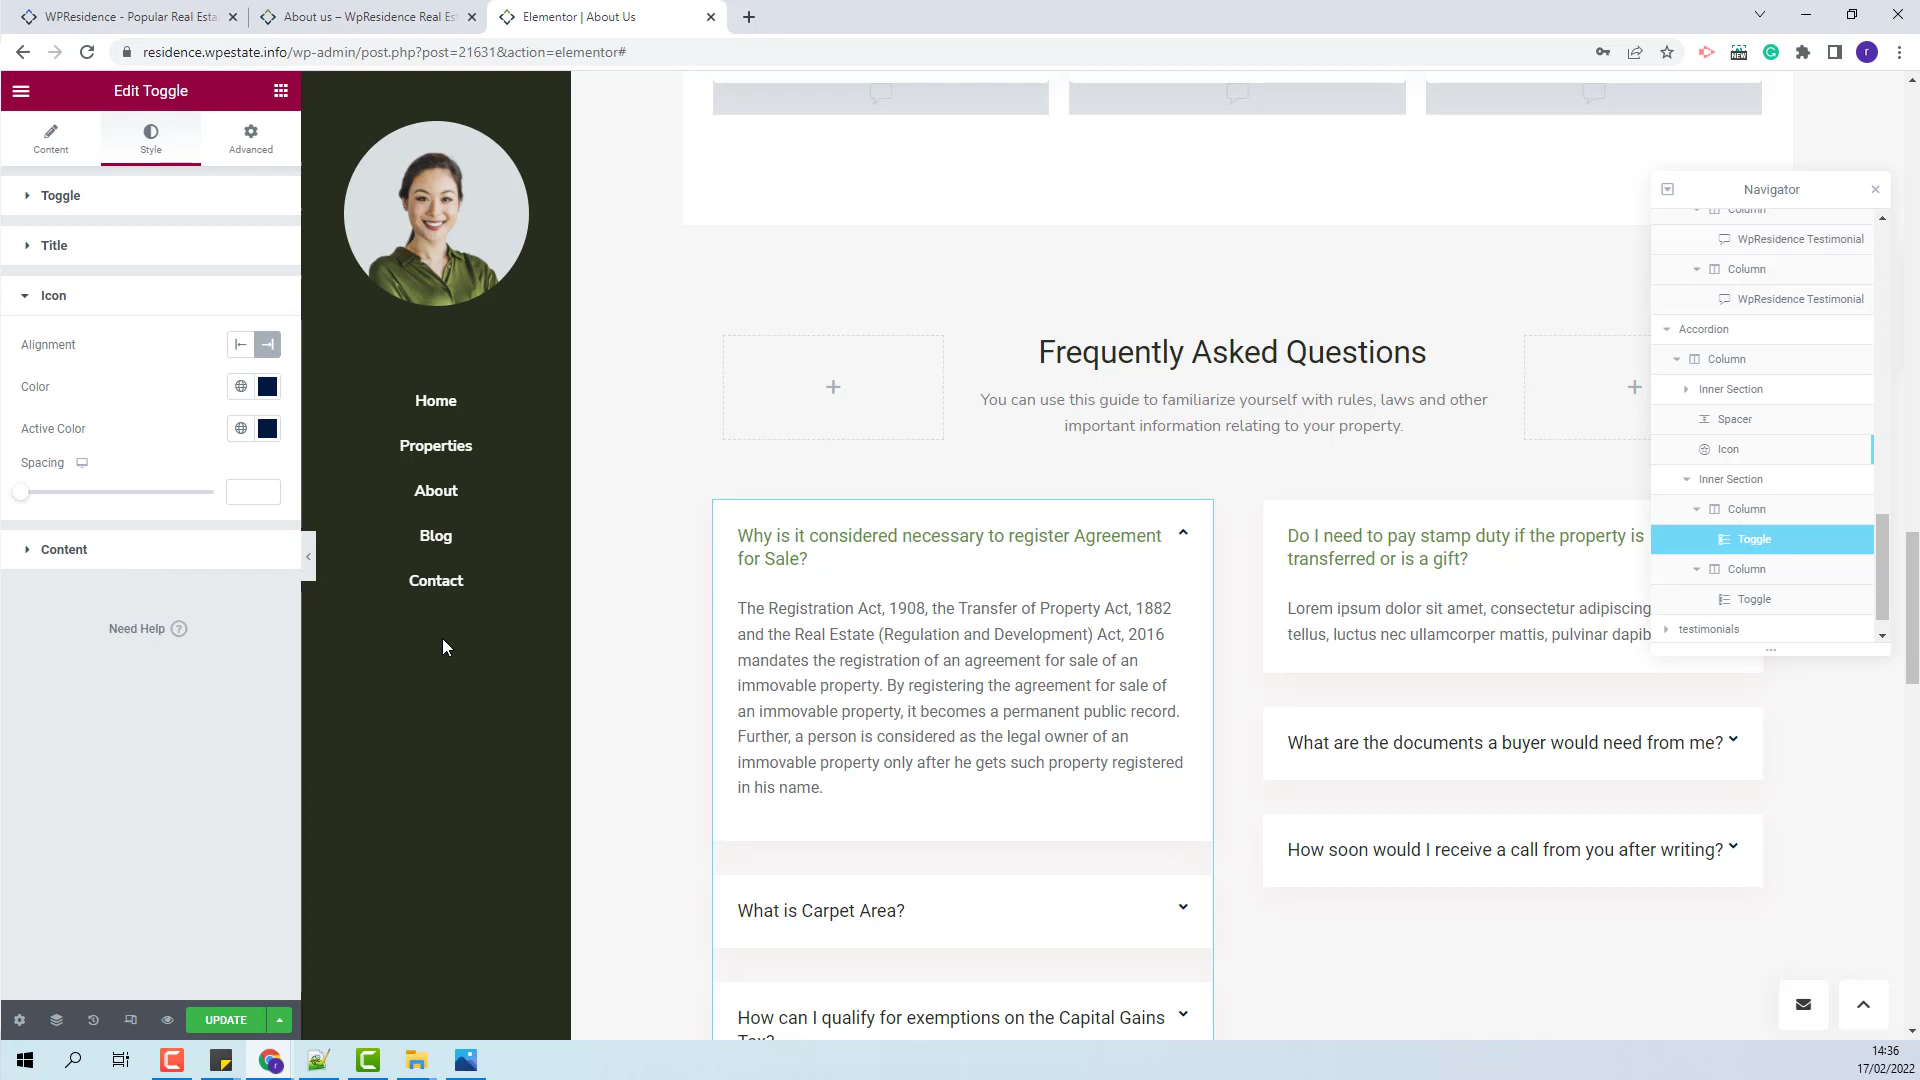 WPResidence - Popular Real Esta
About us – WpResidence Real Est
Elementor | About Us
residence.wpestate.info/wp-admin/post.php?post=21631&action=elementor#
NEW
r
Edit Toggle
Content
Style
Advanced
Toggle
Title
Icon
Alignment
Color
Active Color
Spacing
Content
Need Help ?
UPDATE
Home
Properties
About
Blog
Contact
Frequently Asked Questions
You can use this guide to familiarize yourself with rules, laws and other
important information relating to your property.
Why is it considered necessary to register Agreement
for Sale?
The Registration Act, 1908, the Transfer of Property Act, 1882
and the Real Estate (Regulation and Development) Act, 2016
mandates the registration of an agreement for sale of an
immovable property. By registering the agreement for sale of
an immovable property, it becomes a permanent public record.
Further, a person is considered as the legal owner of an
immovable property only after he gets such property registered
in his name.
What is Carpet Area?
How can I qualify for exemptions on the Capital Gains
Tax?
Do I need to pay stamp duty if the property is
transferred or is a gift?
Lorem ipsum dolor sit amet, consectetur adipiscing
tellus, luctus nec ullamcorper mattis, pulvinar dapib
What are the documents a buyer would need from me?
How soon would I receive a call from you after writing?
Navigator
Column
WpResidence Testimonial
Column
WpResidence Testimonial
Accordion
Column
Inner Section
Spacer
Icon
Inner Section
Column
Toggle
Column
Toggle
testimonials
14:36
17/02/2022